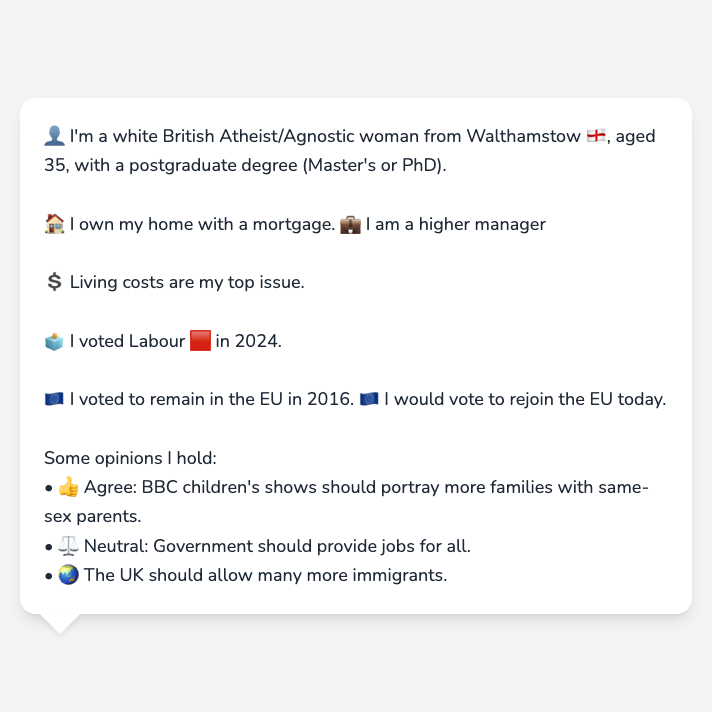 👤 I'm a white British Atheist/Agnostic woman from Walthamstow 🏴󠁧󠁢󠁥󠁮󠁧󠁿, aged
35, with a postgraduate degree (Master's or PhD).
🏠 I own my home with a mortgage. 💼 I am a higher manager
💲 Living costs are my top issue.
🗳️ I voted Labour 🟥 in 2024.
🇪🇺 I voted to remain in the EU in 2016. 🇪🇺 I would vote to rejoin the EU today.
Some opinions I hold:
• 👍 Agree: BBC children's shows should portray more families with same-
sex parents.
• ⚖️ Neutral: Government should provide jobs for all.
• 🌏 The UK should allow many more immigrants.